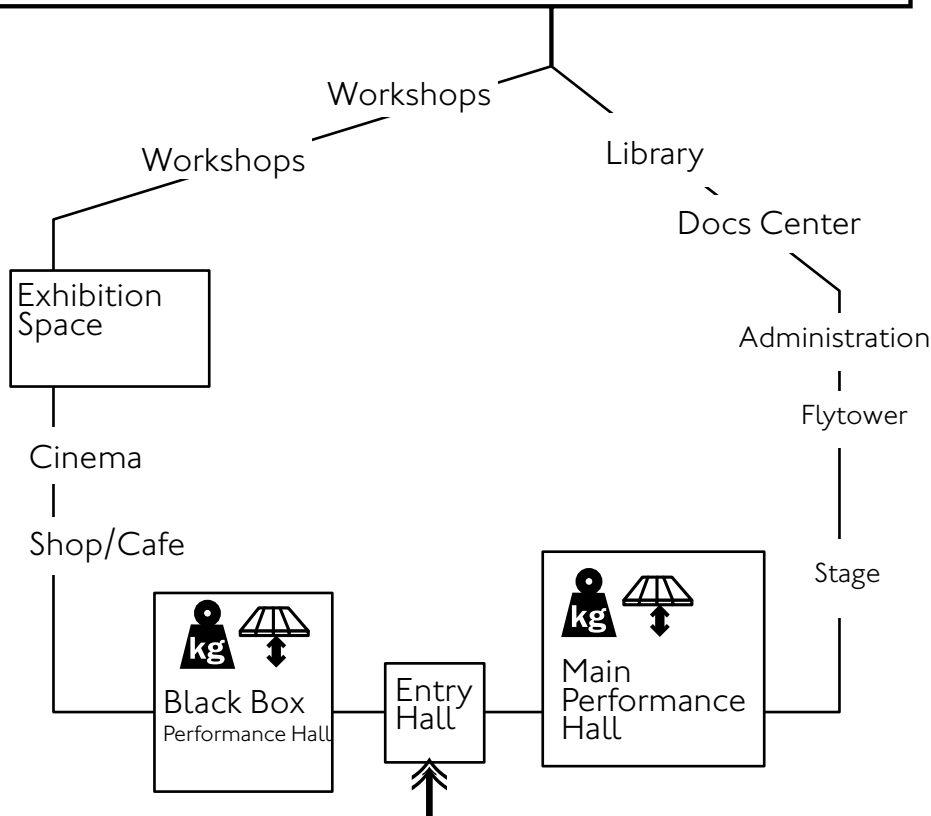 Workshops
Workshops
Library
Docs Center
Exhibition
Space
Administration
Flytower
Cinema
Shop/Cafe
Stage
kg
Black Box
Performance Hall
Entry
Hall
kg
Main
Performance
Hall